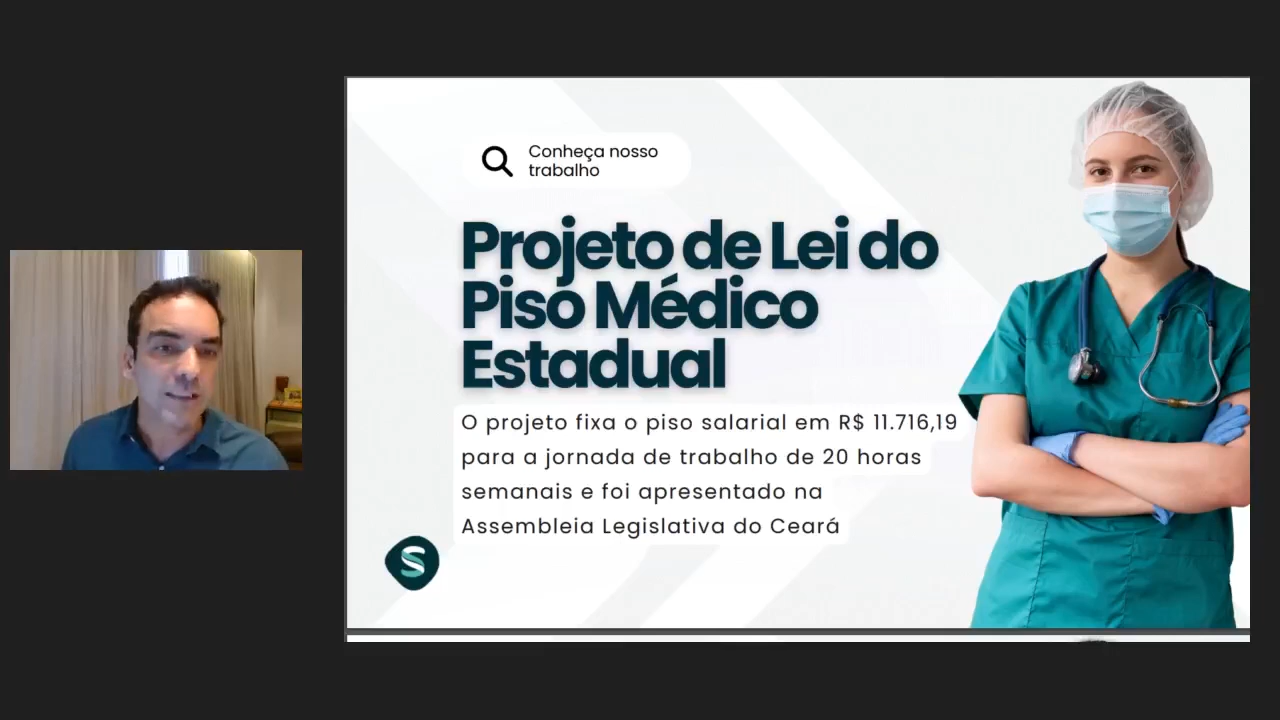 Conheça nosso
trabalho
Projeto de Lei do
Piso Médico
Estadual
O projeto fixa o piso salarial em R$ 11.716,19
para a jornada de trabalho de 20 horas
semanais e foi apresentado na
Assembleia Legislativa do Ceará